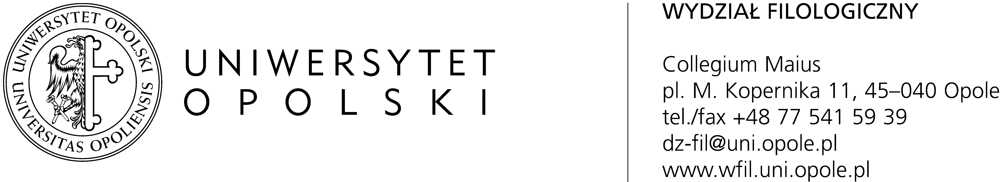 UNIWERSYTET OPOLSKI
UNIVERSITAS OPOLIENSIS
UNIWERSYTET
OPOLSKI
WYDZIAŁ FILOLOGICZNY
Collegium Maius
pl. M. Kopernika 11, 45–040 Opole
tel./fax +48 77 541 59 39
dz-fil@uni.opole.pl
www.wfil.uni.opole.pl